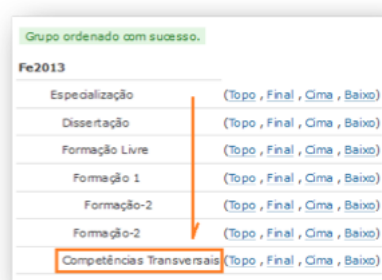 Grupo ordenado com sucesso.
Fe2013
Especialização (Topo , Final , Cima , Baixo)
Dissertação (Topo , Final , Cima , Baixo)
Formação Livre (Topo , Final , Cima , Baixo)
Formação 1 (Topo , Final , Cima , Baixo)
Formação-2 (Topo , Final , Cima , Baixo)
Formação-2 (Topo , Final , Cima , Baixo)
Competências Transversais (Topo , Final , Cima , Baixo)